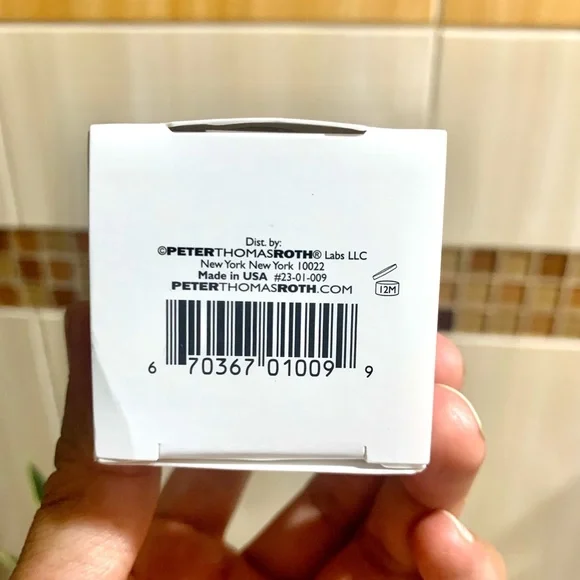 Dist. by:
©PETERTHOMASROTH® Labs LLC
New York New York 10022
Made in USA #23-01-009
PETERTHOMASROTH.COM
12M
6 70367 01009 9